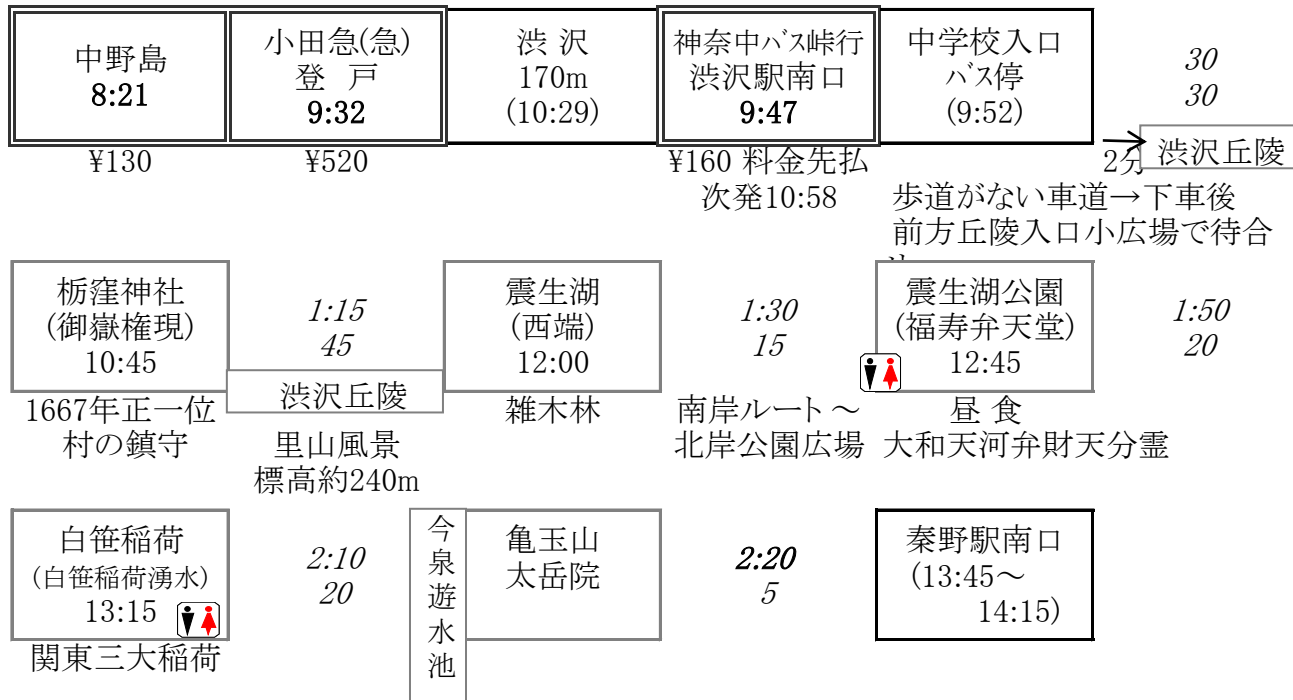 中野島
8:21
小田急(急)
登 戸
9:32
渋 沢
170m
(10:29)
神奈中バス峠行
渋沢駅南口
9:47
中学校入口
バス停
(9:52)
30
30
¥130
¥520
¥160 料金先払
次発10:58
2分
渋沢丘陵
歩道がない車道→下車後
前方丘陵入口小広場で待合
栃窪神社
(御嶽権現)
10:45
1:15
45
渋沢丘陵
震生湖
(西端)
12:00
1:30
15
震生湖公園
(福寿弁天堂)
12:45
1:50
20
1667年正一位
村の鎮守
里山風景
標高約240m
雑木林
南岸ルート～
北岸公園広場
昼 食
大和天河弁財天分霊
白笹稲荷
(白笹稲荷湧水)
13:15
2:10
20
今泉遊水池
亀玉山
太岳院
2:20
5
秦野駅南口
(13:45～
14:15)
関東三大稲荷